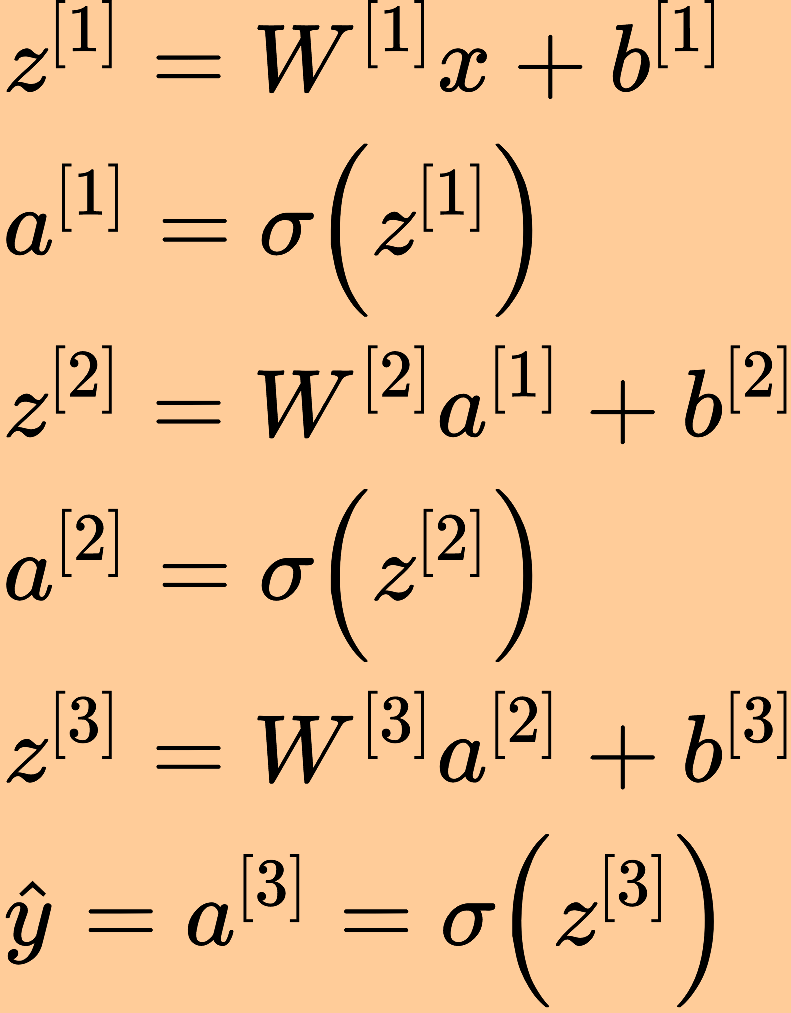 z^[1] = W^[1]x + b^[1]
a^[1] = σ(z^[1])
z^[2] = W^[2]a^[1] + b^[2]
a^[2] = σ(z^[2])
z^[3] = W^[3]a^[2] + b^[3]
ŷ = a^[3] = σ(z^[3])